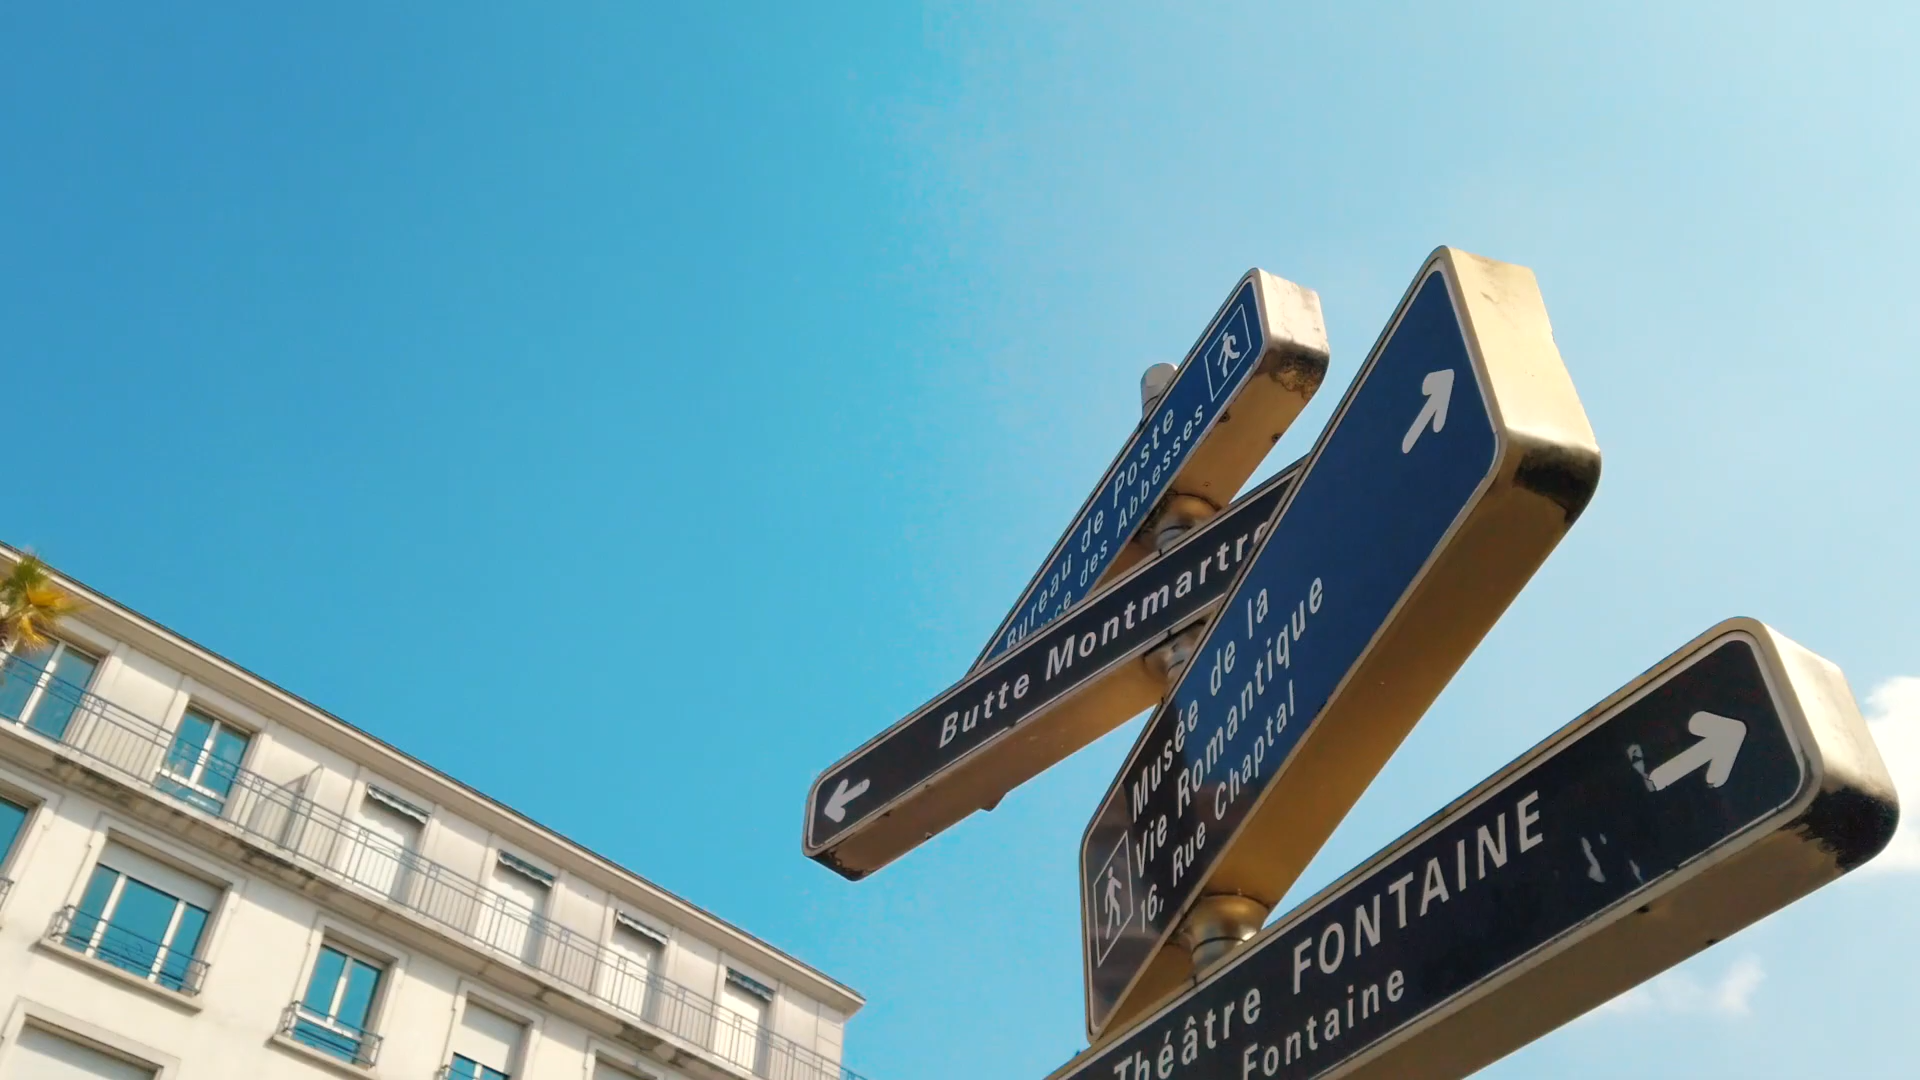 Bureau de Poste
des Abbesses
Butte Montmartre
Musée de la
Vie Romantique
16, Rue Chaptal
Théâtre FONTAINE
Fontaine